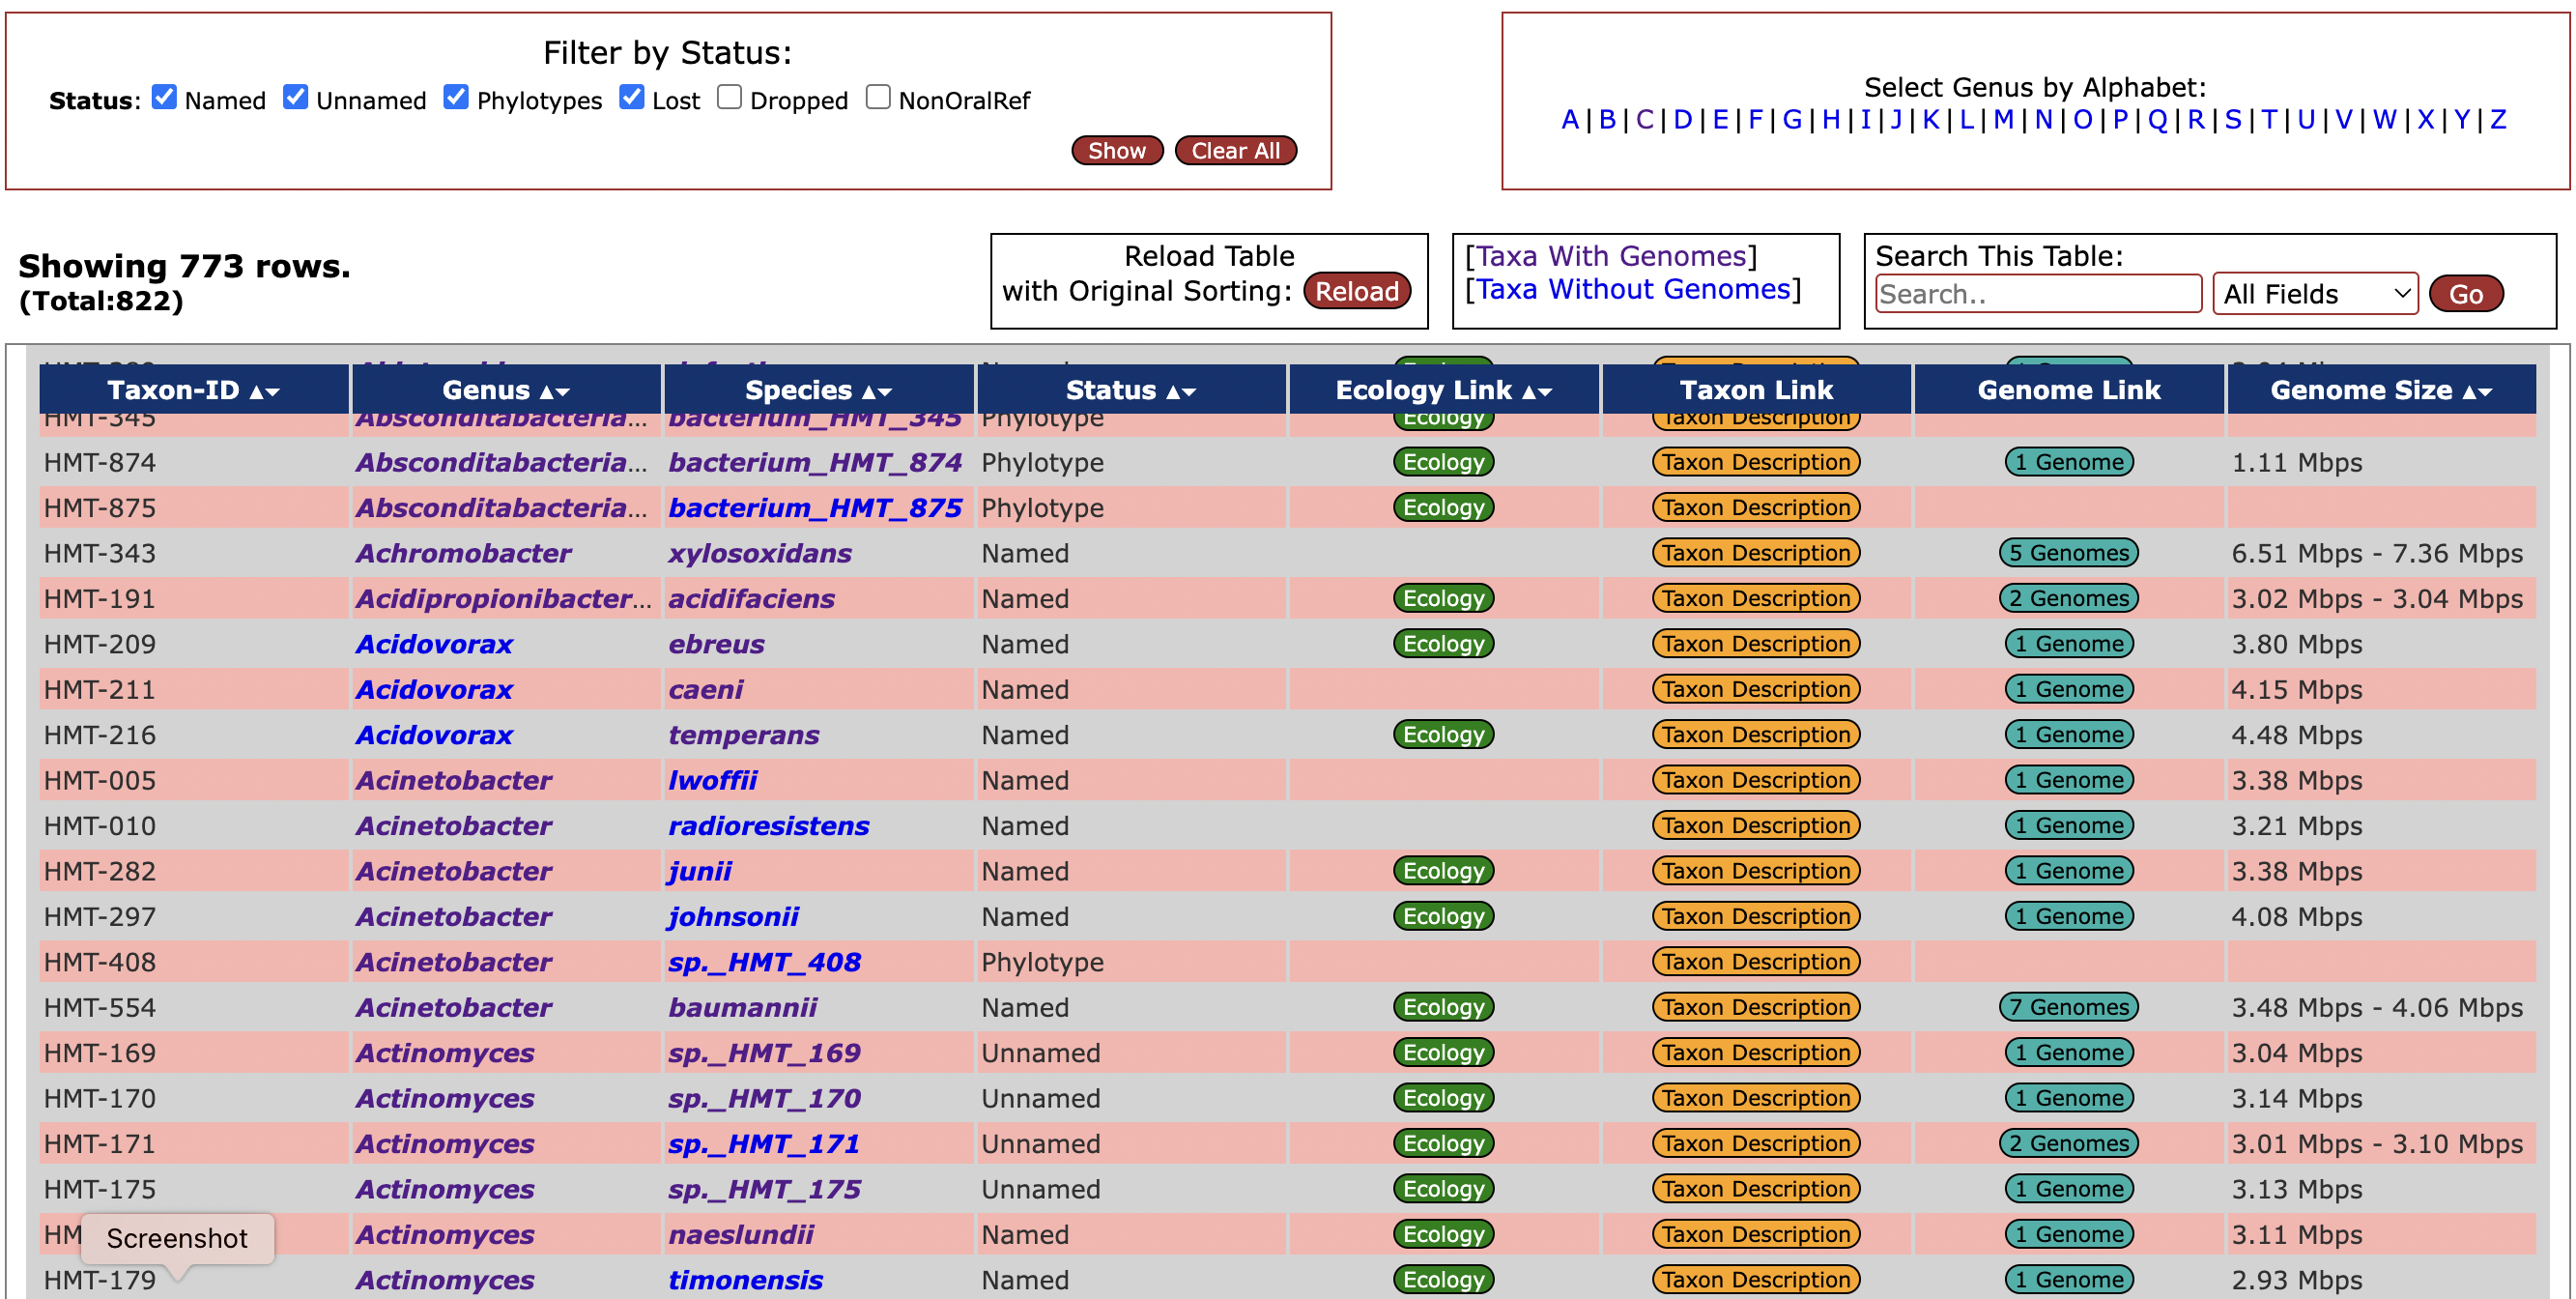 Filter by Status:
Status: Named Unnamed Phylotypes Lost Dropped NonOralRef
Show Clear All
Select Genus by Alphabet:
A|B|C|D|E|F|G|H|I|J|K|L|M|N|O|P|Q|R|S|T|U|V|W|X|Y|Z
Showing 773 rows.
(Total:822)
Reload Table
with Original Sorting: Reload
[Taxa With Genomes]
[Taxa Without Genomes]
Search This Table:
Search.. All Fields Go
Taxon-ID ▲▼ Genus ▲▼ Species ▲▼ Status ▲▼ Ecology Link ▲▼ Taxon Link Genome Link Genome Size ▲▼
HMT-345 Absconditabacteria... bacterium_HMT_345 Phylotype Ecology Taxon Description
HMT-874 Absconditabacteria... bacterium_HMT_874 Phylotype Ecology Taxon Description 1 Genome 1.11 Mbps
HMT-875 Absconditabacteria... bacterium_HMT_875 Phylotype Ecology Taxon Description
HMT-343 Achromobacter xylosoxidans Named Taxon Description 5 Genomes 6.51 Mbps - 7.36 Mbps
HMT-191 Acidipropionibacter... acidifaciens Named Ecology Taxon Description 2 Genomes 3.02 Mbps - 3.04 Mbps
HMT-209 Acidovorax ebreus Named Ecology Taxon Description 1 Genome 3.80 Mbps
HMT-211 Acidovorax caeni Named Taxon Description 1 Genome 4.15 Mbps
HMT-216 Acidovorax temperans Named Ecology Taxon Description 1 Genome 4.48 Mbps
HMT-005 Acinetobacter lwoffii Named Taxon Description 1 Genome 3.38 Mbps
HMT-010 Acinetobacter radioresistens Named Taxon Description 1 Genome 3.21 Mbps
HMT-282 Acinetobacter junii Named Ecology Taxon Description 1 Genome 3.38 Mbps
HMT-297 Acinetobacter johnsonii Named Ecology Taxon Description 1 Genome 4.08 Mbps
HMT-408 Acinetobacter sp._HMT_408 Phylotype Taxon Description
HMT-554 Acinetobacter baumannii Named Ecology Taxon Description 7 Genomes 3.48 Mbps - 4.06 Mbps
HMT-169 Actinomyces sp._HMT_169 Unnamed Ecology Taxon Description 1 Genome 3.04 Mbps
HMT-170 Actinomyces sp._HMT_170 Unnamed Ecology Taxon Description 1 Genome 3.14 Mbps
HMT-171 Actinomyces sp._HMT_171 Unnamed Ecology Taxon Description 2 Genomes 3.01 Mbps - 3.10 Mbps
HMT-175 Actinomyces sp._HMT_175 Unnamed Ecology Taxon Description 1 Genome 3.13 Mbps
HM Screenshot Actinomyces naeslundii Named Ecology Taxon Description 1 Genome 3.11 Mbps
HMT-179 Actinomyces timonensis Named Ecology Taxon Description 1 Genome 2.93 Mbps